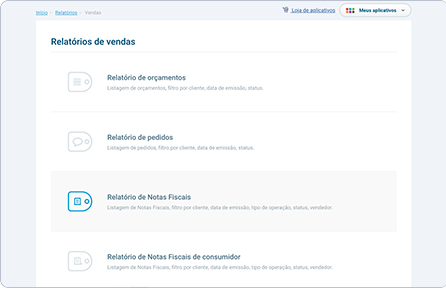 Início Relatórios Vendas
Loja de aplicativos
Meus aplicativos
Relatórios de vendas
Relatório de orçamentos
Listagem de orçamentos, filtro por cliente, data de emissão, status.
Relatório de pedidos
Listagem de pedidos, filtro por cliente, data de emissão, status.
Relatório de Notas Fiscais
Listagem de Notas Fiscais, filtro por cliente, data de emissão, tipo de operação, status, vendedor.
Relatório de Notas Fiscais de consumidor
Listagem de Notas Fiscais, filtro por cliente, data de emissão, tipo de operação, status, vendedor.